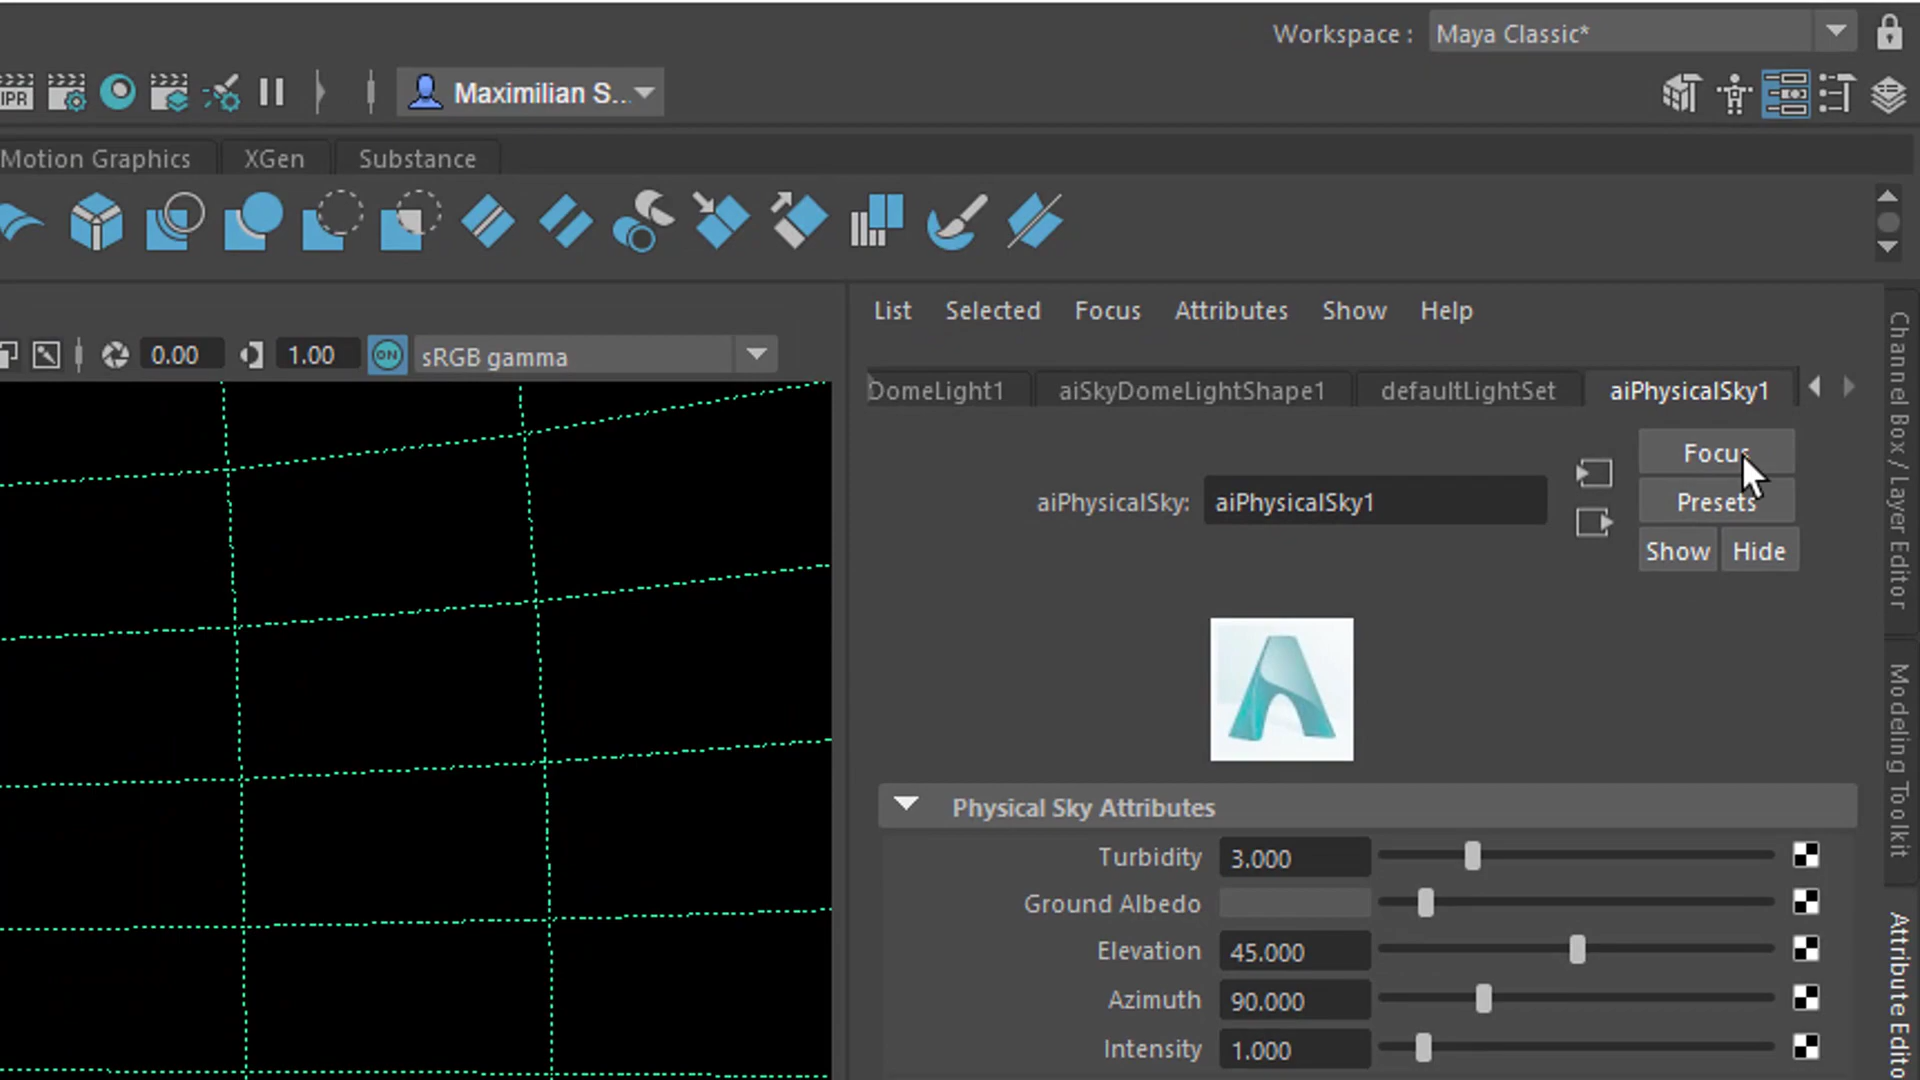 Workspace : Maya Classic*
IPR Maximilian S...
Motion Graphics XGen Substance
List Selected Focus Attributes Show Help
0.00 1.00 ON sRGB gamma
DomeLight1 aiSkyDomeLightShape1 defaultLightSet aiPhysicalSky1
Focus
aiPhysicalSky: aiPhysicalSky1
Presets
Show Hide
Physical Sky Attributes
Turbidity 3.000
Ground Albedo
Elevation 45.000
Azimuth 90.000
Intensity 1.000
Channel Box / Layer Editor
Modeling Toolkit
Attribute Edito